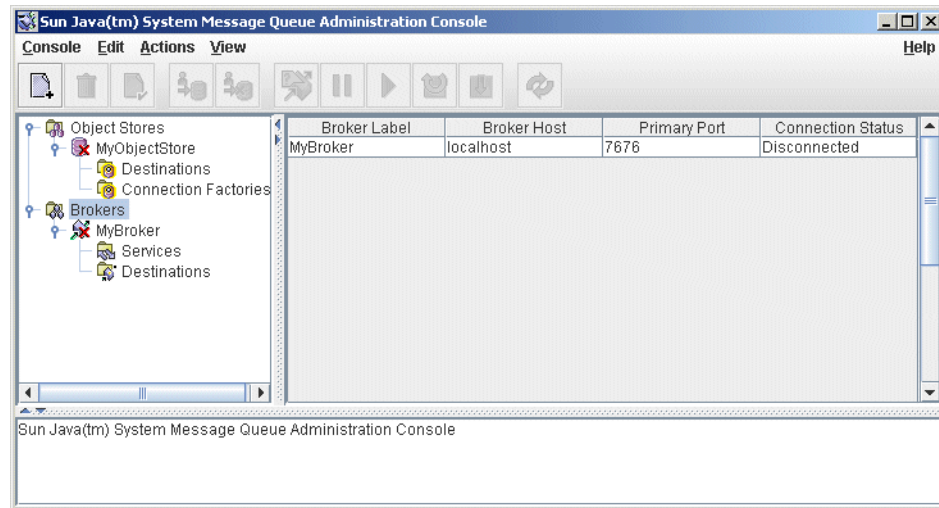 Sun Java(tm) System Message Queue Administration Console
Console Edit Actions View Help
Object Stores
MyObjectStore
Destinations
Connection Factories
Brokers
MyBroker
Services
Destinations
Broker Label Broker Host Primary Port Connection Status
MyBroker localhost 7676 Disconnected
Sun Java(tm) System Message Queue Administration Console